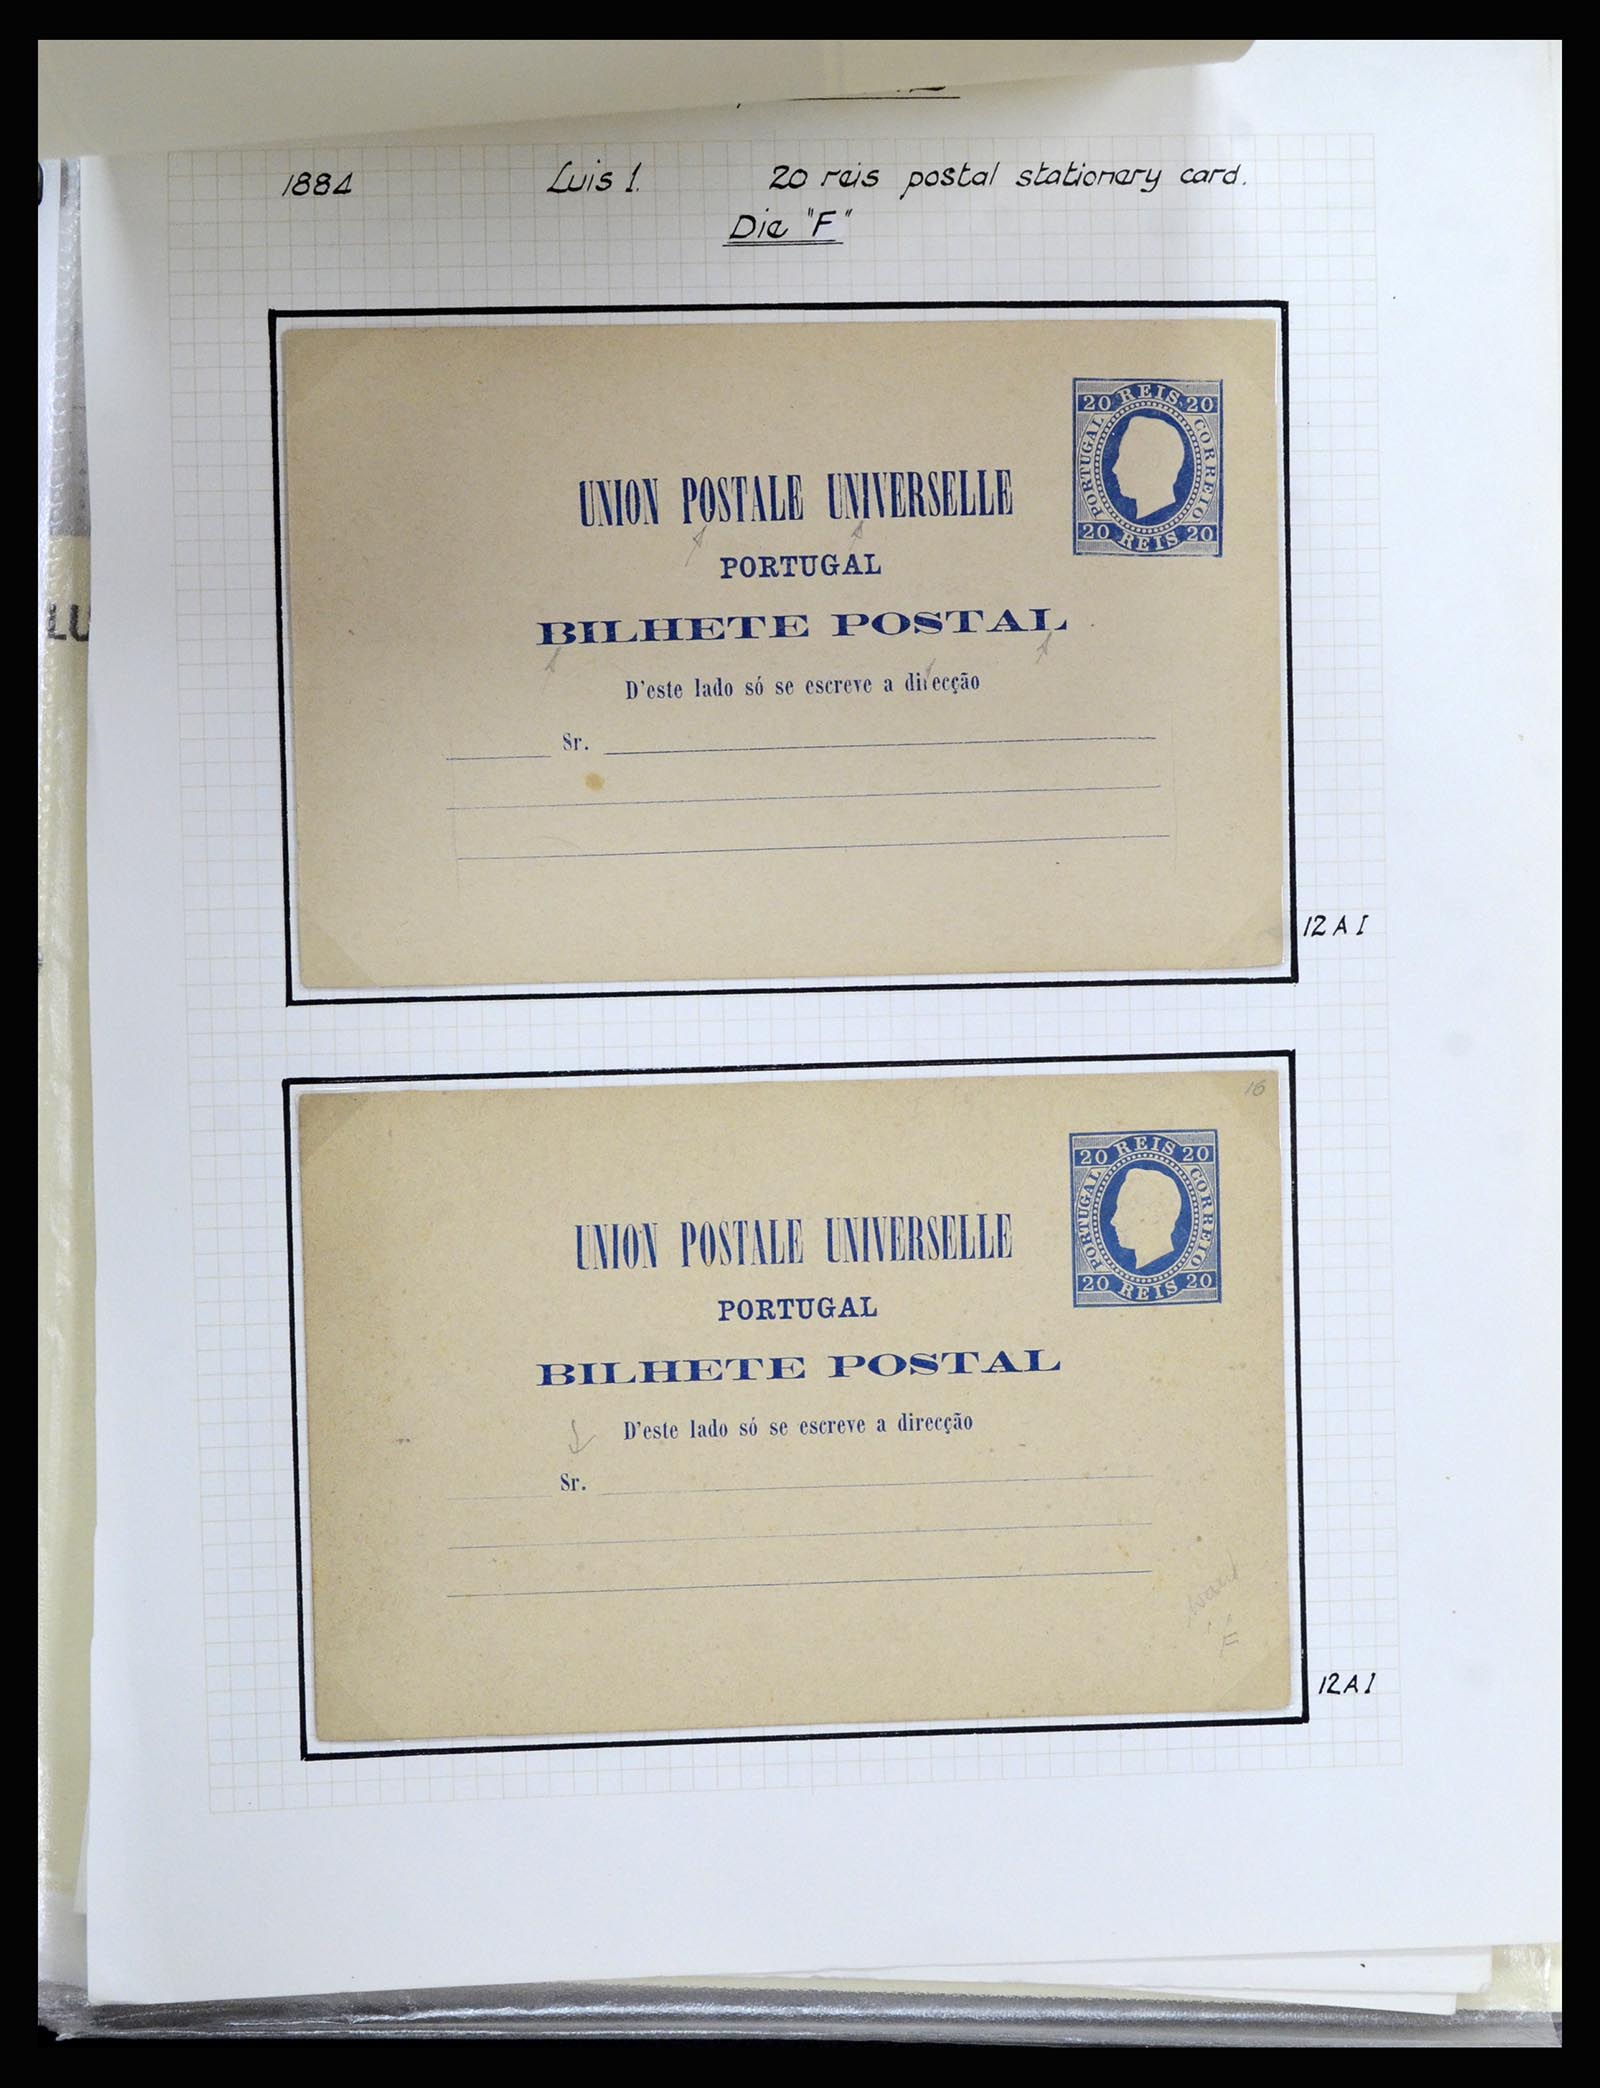 1884 Luis I. 20 reis postal stationery card.
Die "F"
20 REIS 20
PORTUGAL CORREIO
20 REIS 20
UNION POSTALE UNIVERSELLE
PORTUGAL
BILHETE POSTAL
D'este lado só se escreve a direcção
Sr.
12 A I
16
20 REIS 20
PORTUGAL CORREIO
20 REIS 20
UNION POSTALE UNIVERSELLE
PORTUGAL
BILHETE POSTAL
D'este lado só se escreve a direcção
Sr.
F
12 A I
LU